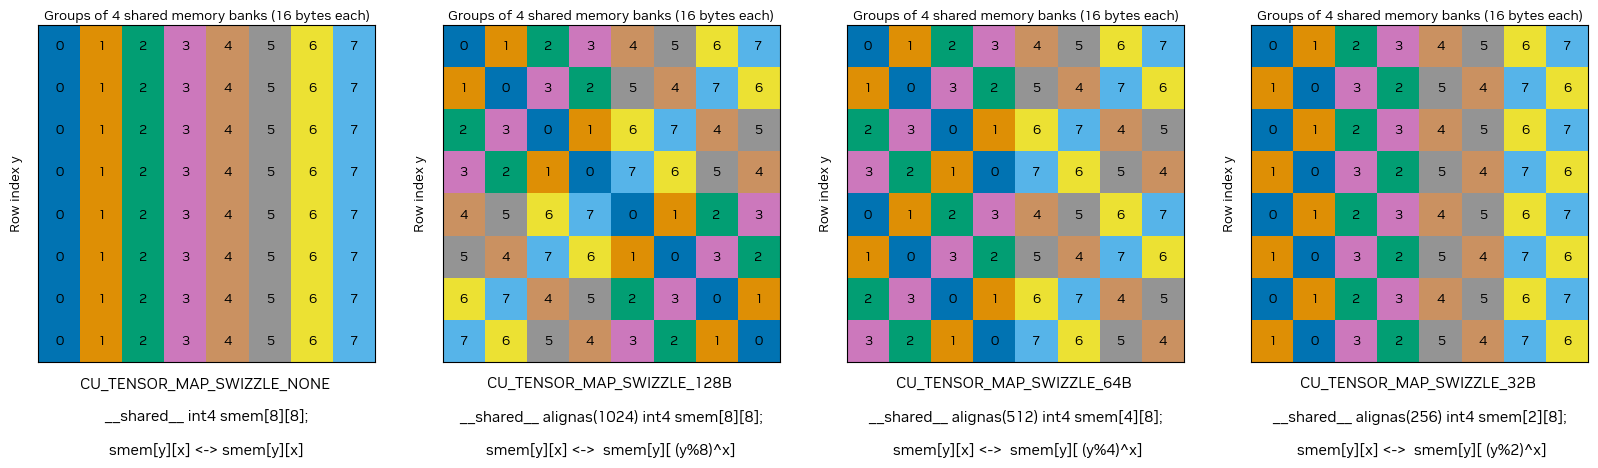 Groups of 4 shared memory banks (16 bytes each)
Row index y
0 1 2 3 4 5 6 7
0 1 2 3 4 5 6 7
0 1 2 3 4 5 6 7
0 1 2 3 4 5 6 7
0 1 2 3 4 5 6 7
0 1 2 3 4 5 6 7
0 1 2 3 4 5 6 7
0 1 2 3 4 5 6 7
CU_TENSOR_MAP_SWIZZLE_NONE
__shared__ int4 smem[8][8];
smem[y][x] <-> smem[y][x]
Groups of 4 shared memory banks (16 bytes each)
Row index y
0 1 2 3 4 5 6 7
1 0 3 2 5 4 7 6
2 3 0 1 6 7 4 5
3 2 1 0 7 6 5 4
4 5 6 7 0 1 2 3
5 4 7 6 1 0 3 2
6 7 4 5 2 3 0 1
7 6 5 4 3 2 1 0
CU_TENSOR_MAP_SWIZZLE_128B
__shared__ alignas(1024) int4 smem[8][8];
smem[y][x] <-> smem[y][ (y%8)^x]
Groups of 4 shared memory banks (16 bytes each)
Row index y
0 1 2 3 4 5 6 7
1 0 3 2 5 4 7 6
2 3 0 1 6 7 4 5
3 2 1 0 7 6 5 4
0 1 2 3 4 5 6 7
1 0 3 2 5 4 7 6
2 3 0 1 6 7 4 5
3 2 1 0 7 6 5 4
CU_TENSOR_MAP_SWIZZLE_64B
__shared__ alignas(512) int4 smem[4][8];
smem[y][x] <-> smem[y][ (y%4)^x]
Groups of 4 shared memory banks (16 bytes each)
Row index y
0 1 2 3 4 5 6 7
1 0 3 2 5 4 7 6
0 1 2 3 4 5 6 7
1 0 3 2 5 4 7 6
0 1 2 3 4 5 6 7
1 0 3 2 5 4 7 6
0 1 2 3 4 5 6 7
1 0 3 2 5 4 7 6
CU_TENSOR_MAP_SWIZZLE_32B
__shared__ alignas(256) int4 smem[2][8];
smem[y][x] <-> smem[y][ (y%2)^x]